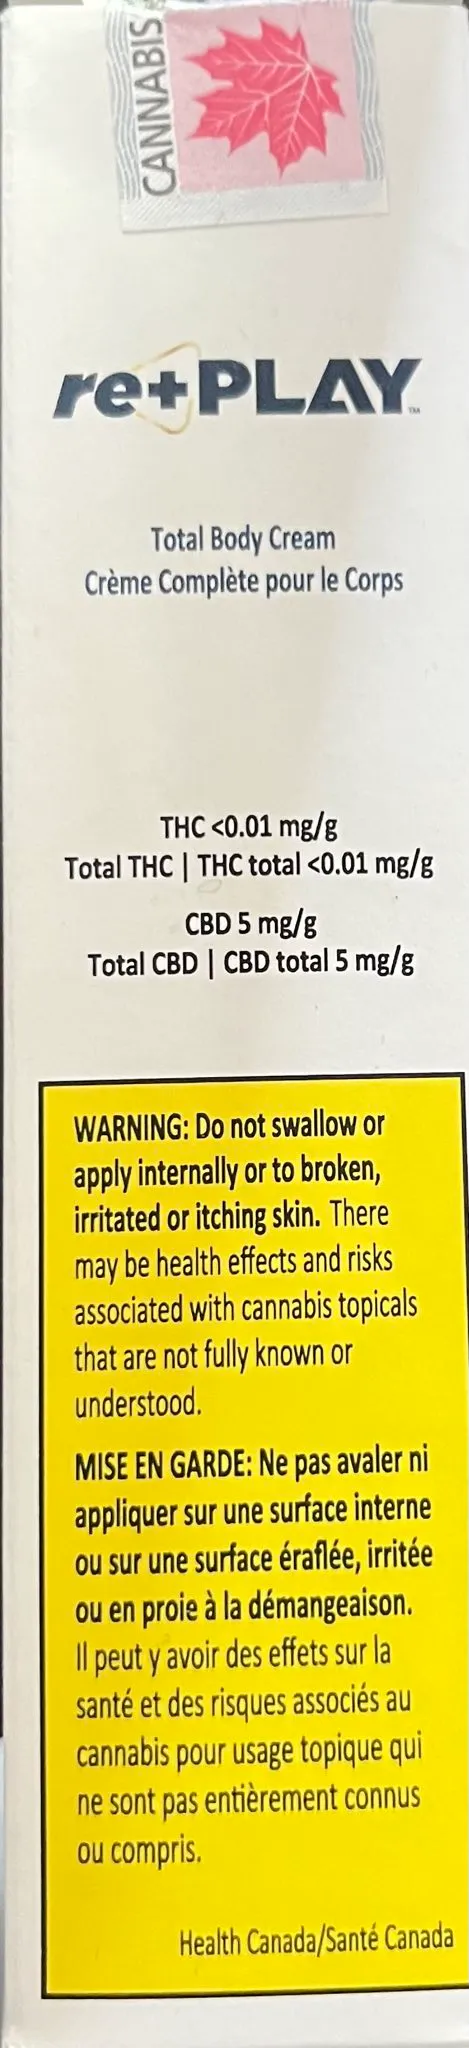 CANNABIS
re+PLAY™
Total Body Cream
Crème Complète pour le Corps
THC <0.01 mg/g
Total THC | THC total <0.01 mg/g
CBD 5 mg/g
Total CBD | CBD total 5 mg/g
WARNING: Do not swallow or
apply internally or to broken,
irritated or itching skin. There
may be health effects and risks
associated with cannabis topicals
that are not fully known or
understood.
MISE EN GARDE: Ne pas avaler ni
appliquer sur une surface interne
ou sur une surface éraflée, irritée
ou en proie à la démangeaison.
Il peut y avoir des effets sur la
santé et des risques associés au
cannabis pour usage topique qui
ne sont pas entièrement connus
ou compris.
Health Canada/Santé Canada